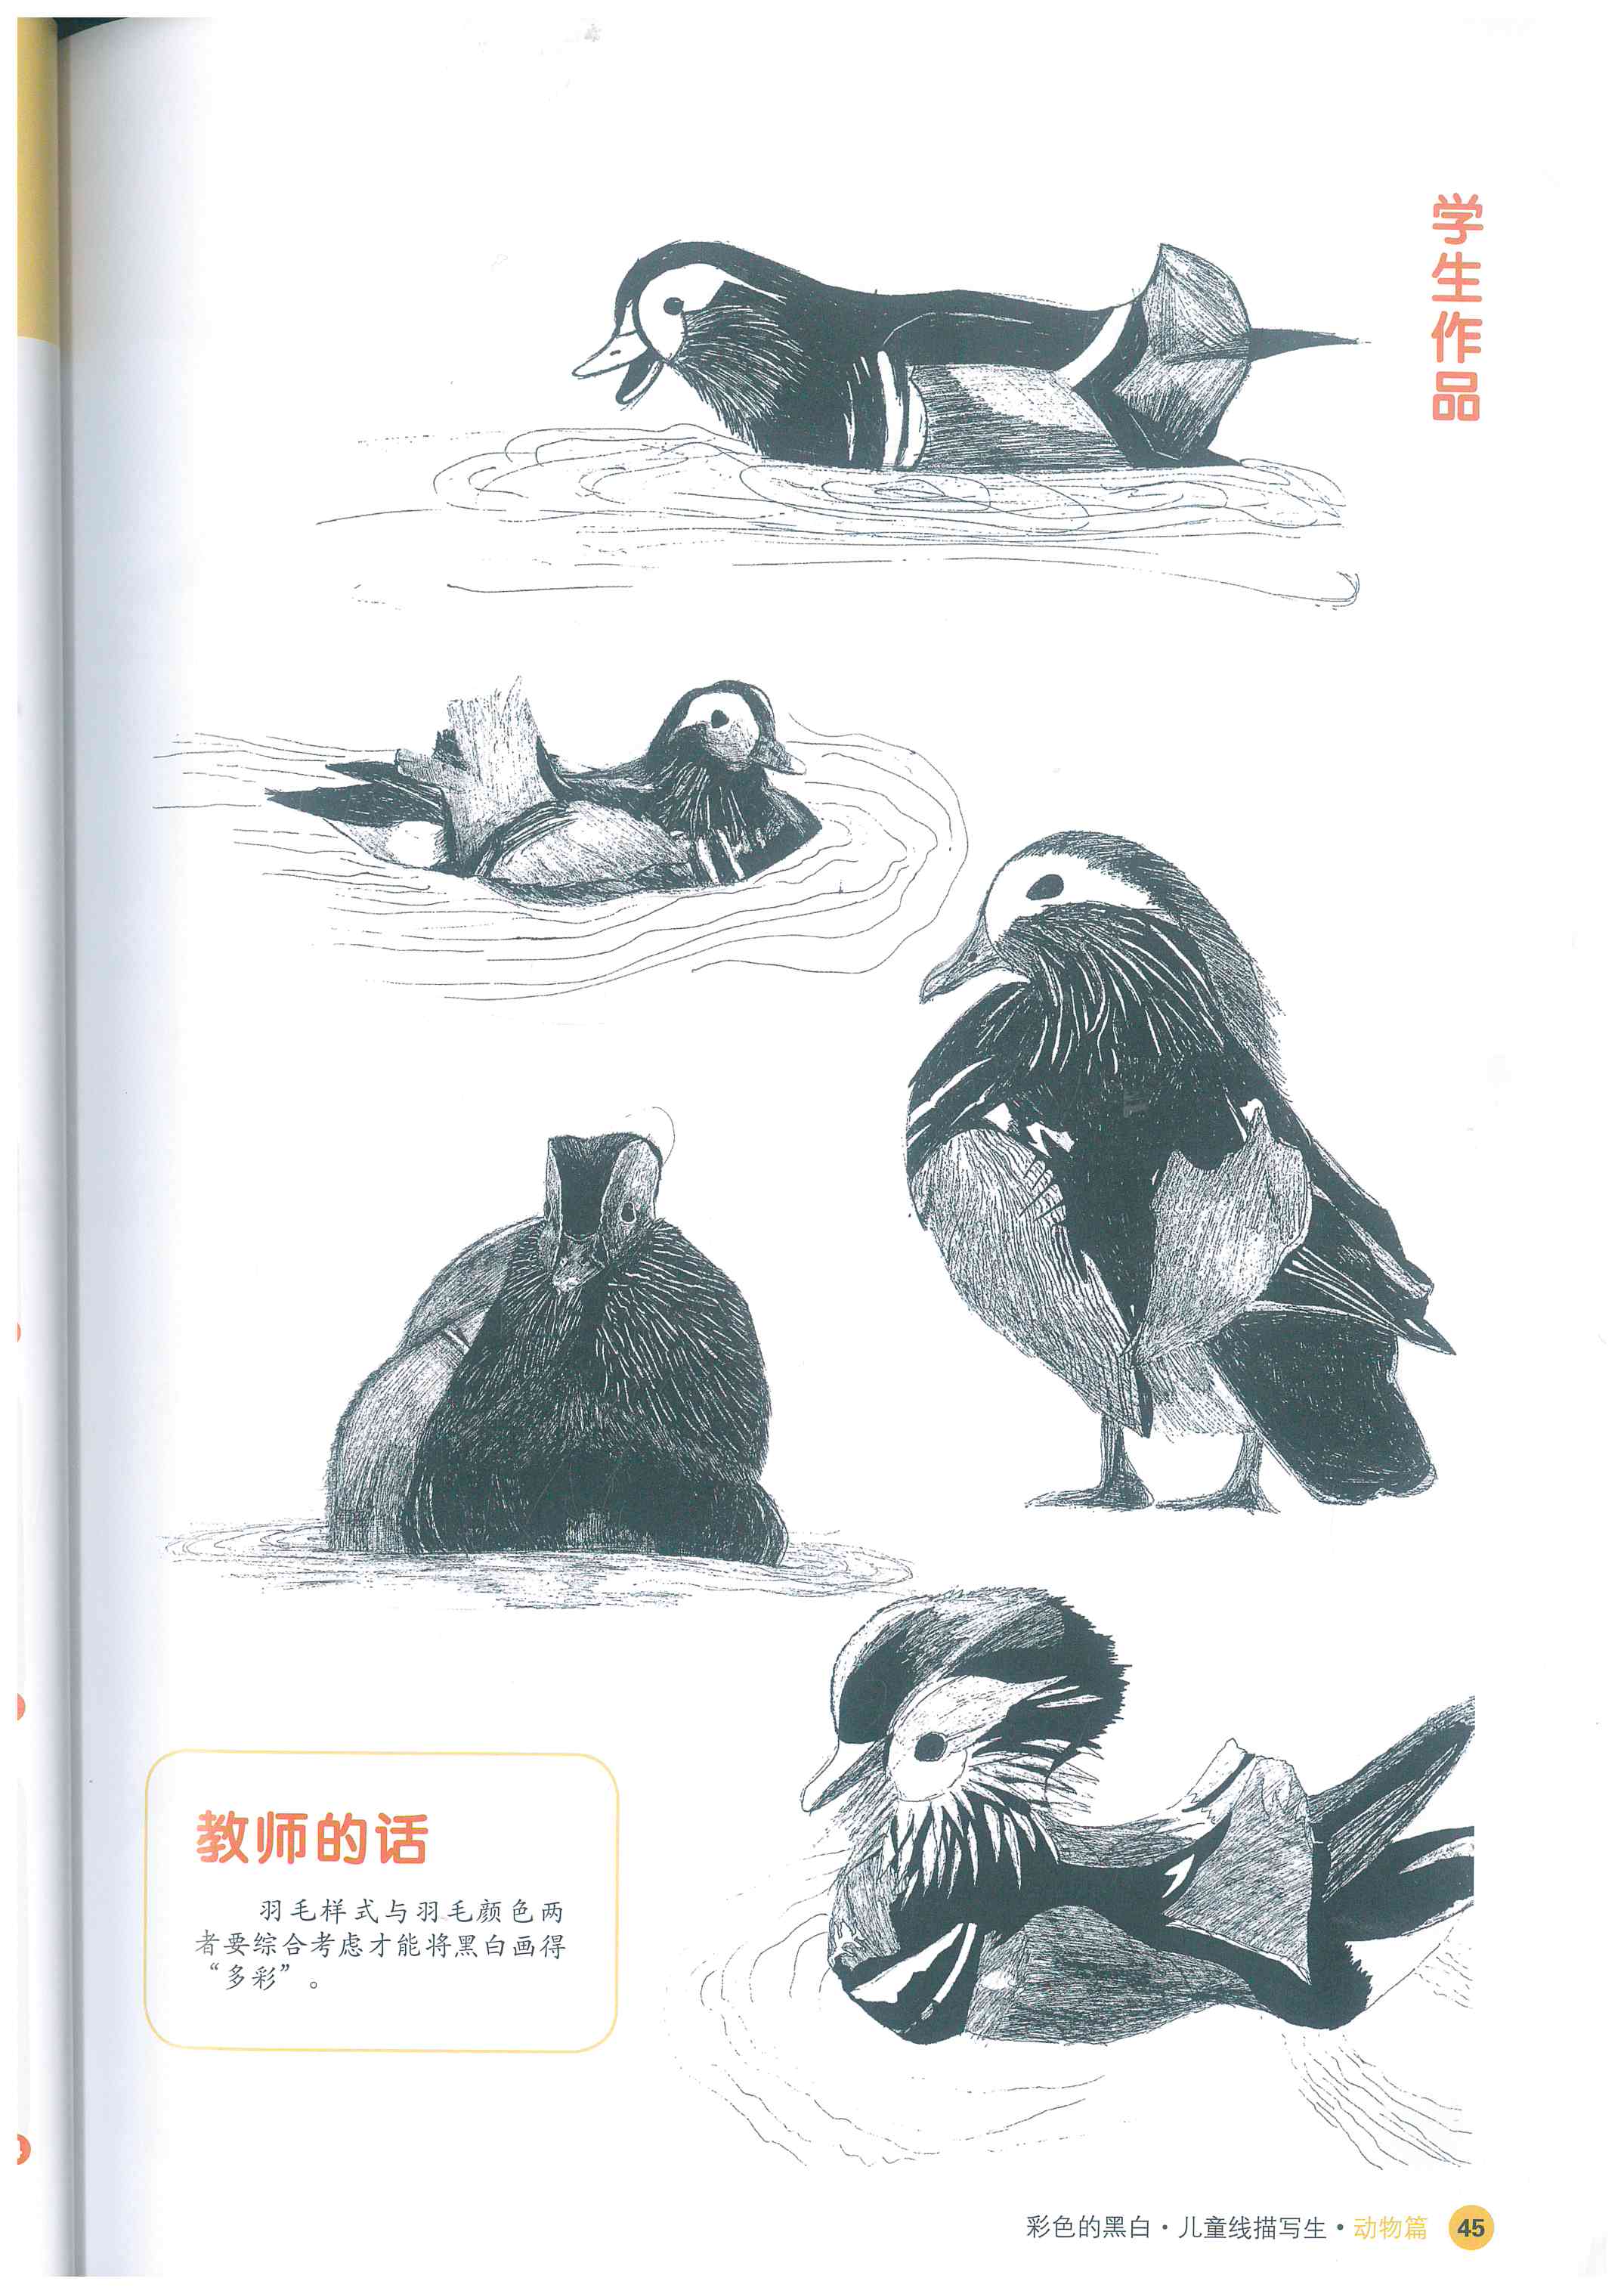 学生作品
教师的话
羽毛样式与羽毛颜色两
者要综合考虑才能将黑白画得
“多彩”。
彩色的黑白·儿童线描写生·动物篇 45